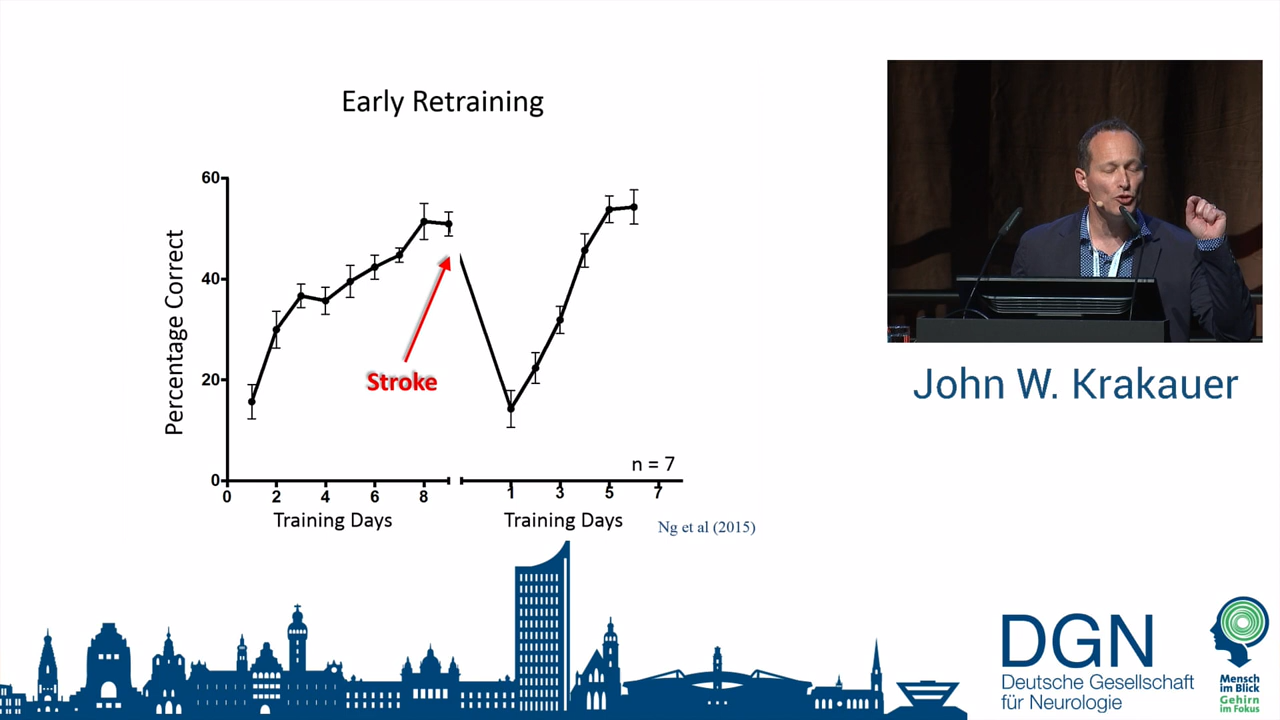 Early Retraining
60
40
20
0
Percentage Correct
Stroke
n = 7
0 2 4 6 8 1 3 5 7
Training Days Training Days
Ng et al (2015)
John W. Krakauer
DGN
Deutsche Gesellschaft
für Neurologie
Mensch
im Blick
Gehirn
im Fokus